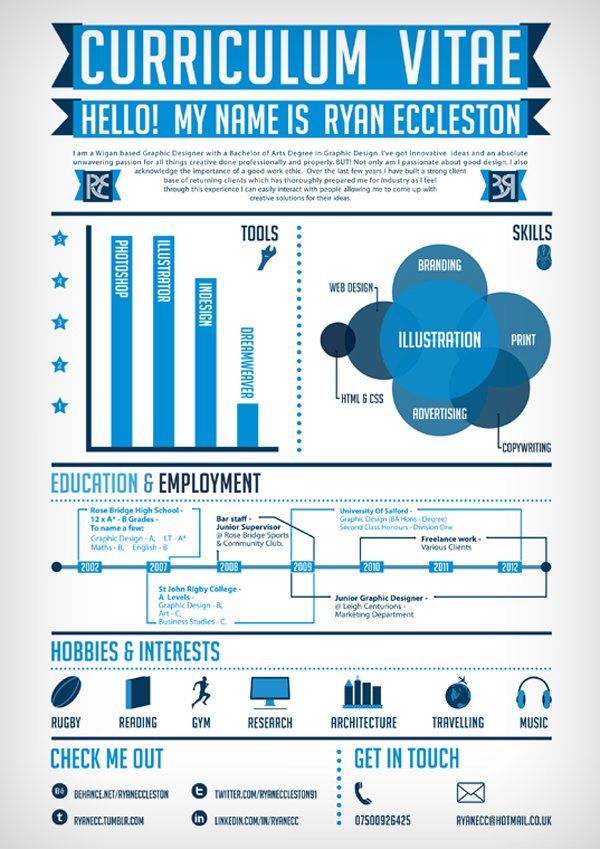 CURRICULUM VITAE
HELLO! MY NAME IS RYAN ECCLESTON
I am a Wigan based Graphic Designer with a Bachelor of Arts Degree in Graphic Design. I've got innovative ideas and an absolute
unwavering passion for all things creative done professionally and properly. BUT! Not only am I passionate about good design, I also
acknowledge the importance of a good work ethic. Over the last few years I have built a strong client
base of returning clients which has thoroughly prepared me for industry as I feel
through this experience I can easily interact with people allowing me to come up with
creative solutions for their ideas.
RE
RE
TOOLS
5
4
3
2
1
PHOTOSHOP
ILLUSTRATOR
INDESIGN
DREAMWEAVER
SKILLS
BRANDING
WEB DESIGN
ILLUSTRATION
PRINT
HTML & CSS
ADVERTISING
COPYWRITING
EDUCATION & EMPLOYMENT
Rose Bridge High School -
12 x A* - B Grades -
To name a few:
Graphic Design - A, I.T - A*
Maths - B, English - B
Bar staff -
Junior Supervisor
@ Rose Bridge Sports
& Community Club.
University Of Salford -
Graphic Design (BA Hons - Degree)
Second Class Honours - Division One
Freelance work -
Various Clients
2002
2007
2008
2009
2010
2011
2012
St John Rigby College -
A Levels -
Graphic Design - B,
Art - C,
Business Studies - C.
Junior Graphic Designer -
@ Leigh Centurions -
Marketing Department
HOBBIES & INTERESTS
RUGBY
READING
GYM
RESEARCH
ARCHITECTURE
TRAVELLING
MUSIC
CHECK ME OUT
Bē
BEHANCE.NET/RYANECCLESTON
t
TWITTER.COM/RYANECCLESTON91
t
RYANECC.TUMBLR.COM
in
LINKEDIN.COM/IN/RYANECC
GET IN TOUCH
07500926425
RYANECC@HOTMAIL.CO.UK